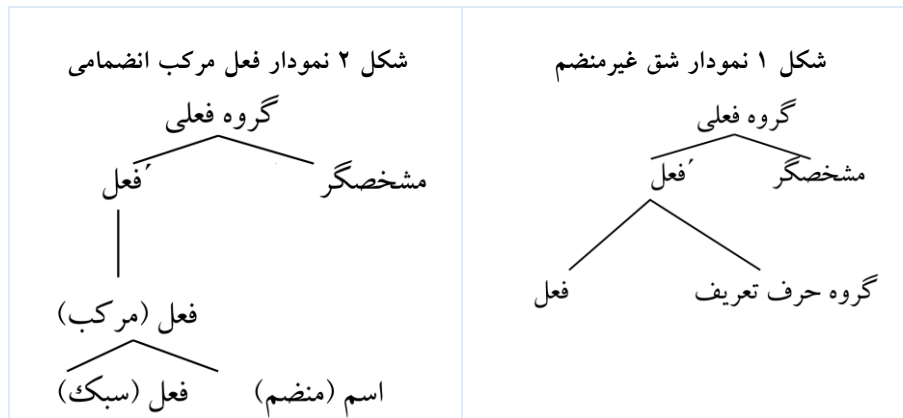 شکل ۱ نمودار شق غیرمنضم
گروه فعلی
مشخصگر
فعل´
گروه حرف تعریف
فعل
شکل ۲ نمودار فعل مرکب انضمامی
گروه فعلی
مشخصگر
فعل´
فعل (مرکب)
اسم (منضم)
فعل (سبک)